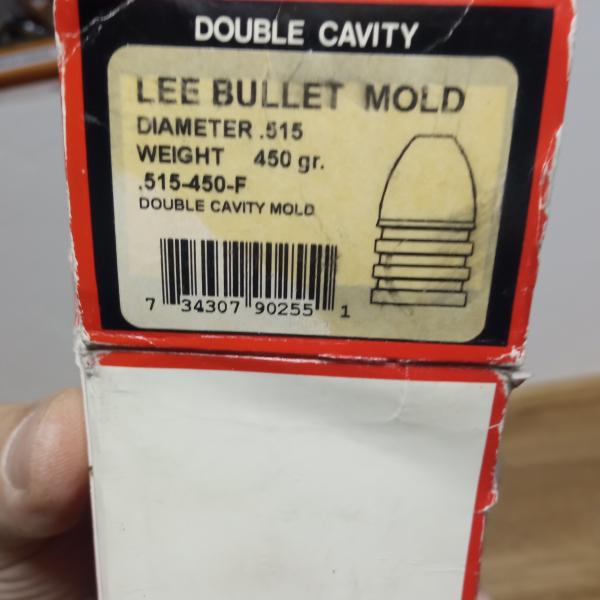 DOUBLE CAVITY
LEE BULLET MOLD
DIAMETER .515
WEIGHT 450 gr.
.515-450-F
DOUBLE CAVITY MOLD
7 34307 90255 1